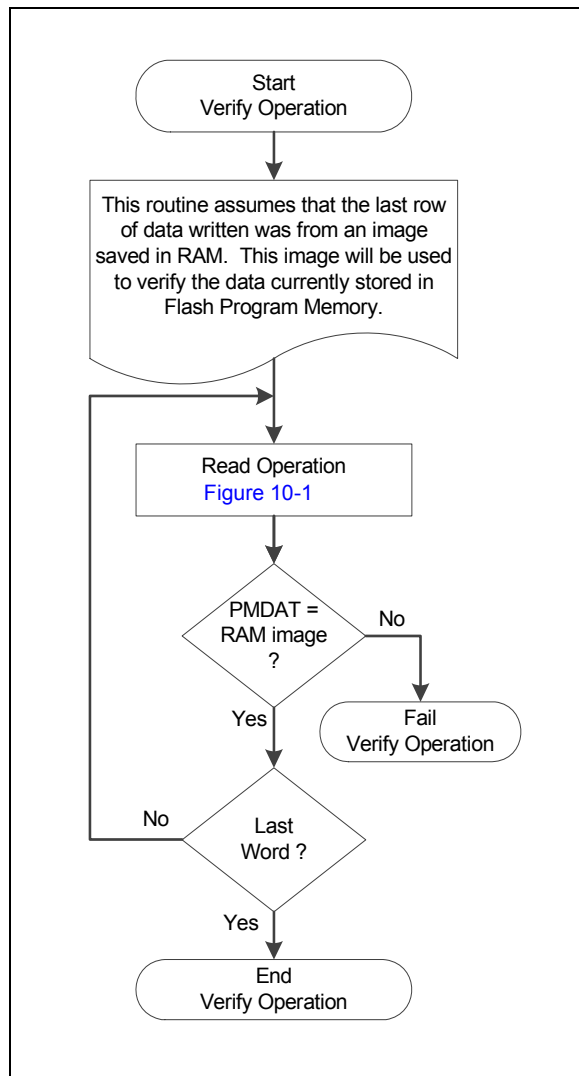 Start
Verify Operation
This routine assumes that the last row
of data written was from an image
saved in RAM. This image will be used
to verify the data currently stored in
Flash Program Memory.
Read Operation
Figure 10-1
PMDAT =
RAM image
?
No
Yes
Fail
Verify Operation
No
Last
Word ?
Yes
End
Verify Operation